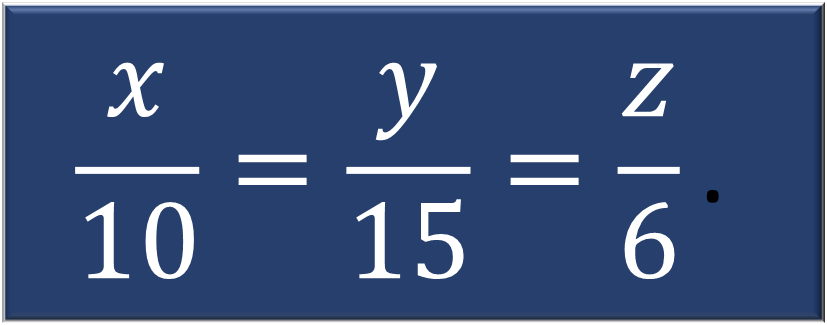 x/10 = y/15 = z/6.